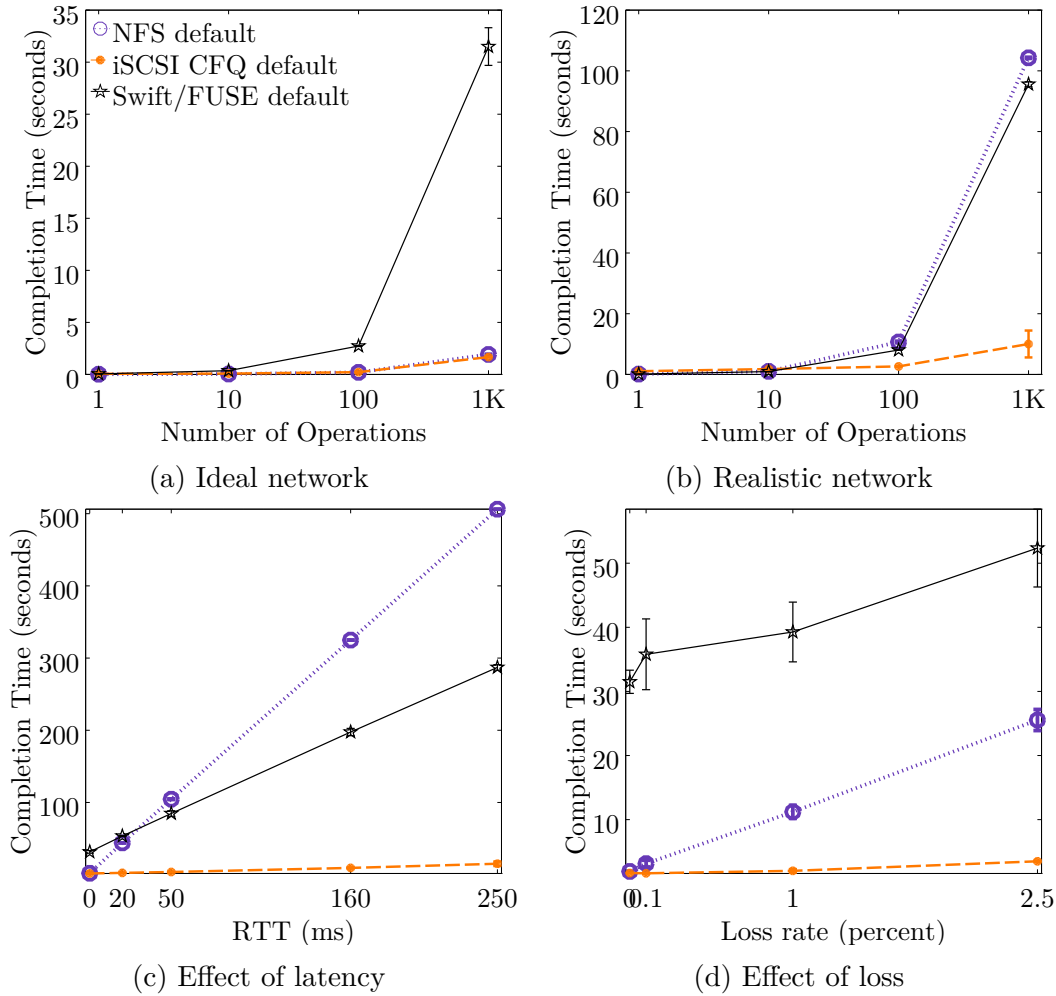 35
30
25
20
15
10
5
0
Completion Time (seconds)
NFS default
iSCSI CFQ default
Swift/FUSE default
1 10 100 1K
Number of Operations
(a) Ideal network
120
100
80
60
40
20
0
Completion Time (seconds)
1 10 100 1K
Number of Operations
(b) Realistic network
500
400
300
200
100
Completion Time (seconds)
0 20 50 160 250
RTT (ms)
(c) Effect of latency
50
40
30
20
10
Completion Time (seconds)
0 0.1 1 2.5
Loss rate (percent)
(d) Effect of loss